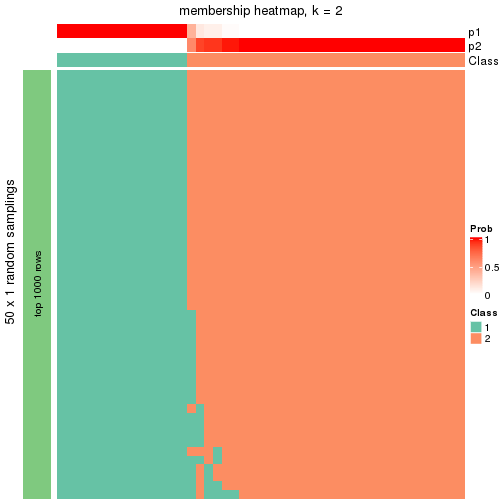 membership heatmap, k = 2
p1
p2
Class
50 x 1 random samplings
top 1000 rows
Prob
1
0.5
0
Class
1
2